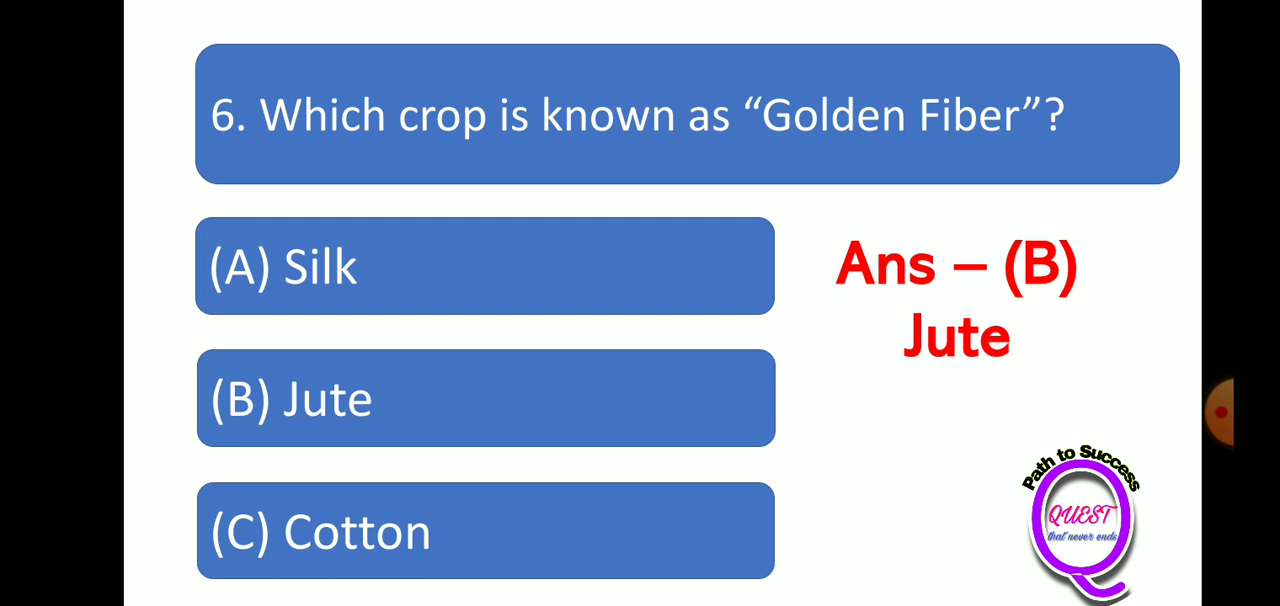 6. Which crop is known as “Golden Fiber”?
(A) Silk
Ans – (B)
Jute
(B) Jute
(C) Cotton
Path to Success
QUEST
that never ends